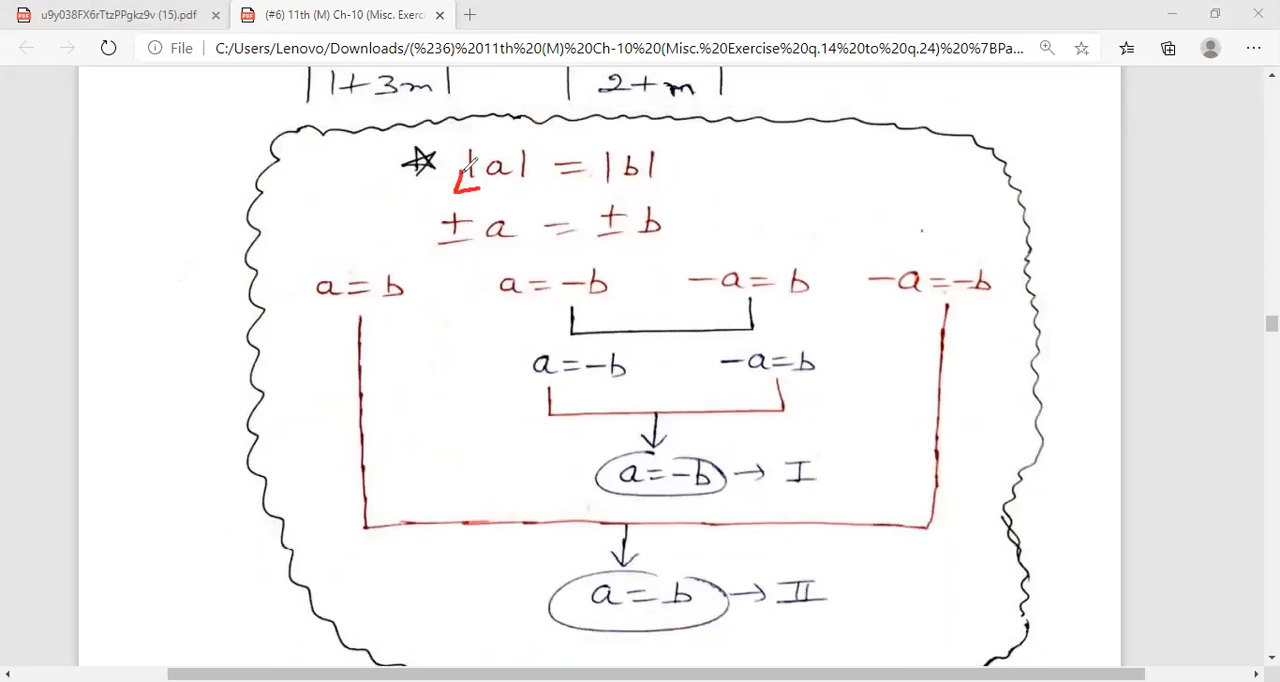 u9y038FX6rTtzPPgkz9v (15).pdf
(#6) 11th (M) Ch-10 (Misc. Exerc
File
C:/Users/Lenovo/Downloads/(%236)%2011th%20(M)%20Ch-10%20(Misc.%20Exercise%20q.14%20to%20q.24)%20%7BPa...
|1+3m| |2+m|
|a| = |b|
±a = ±b
a=b a=-b -a=b -a=-b
a=-b -a=b
a=-b → I
a=b → II